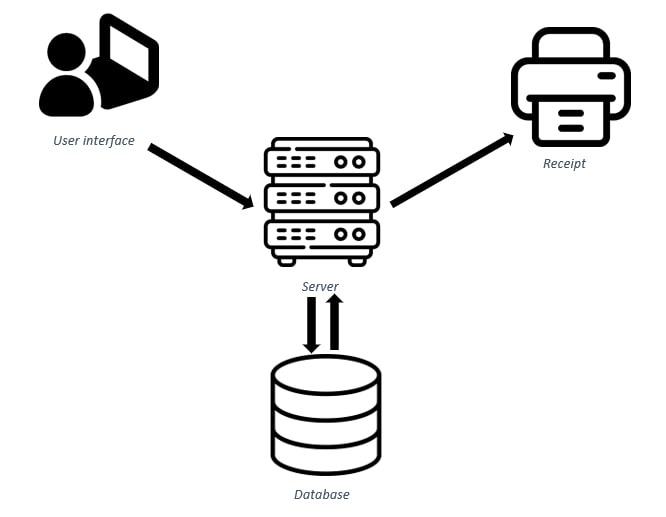 User interface
Receipt
Server
Database